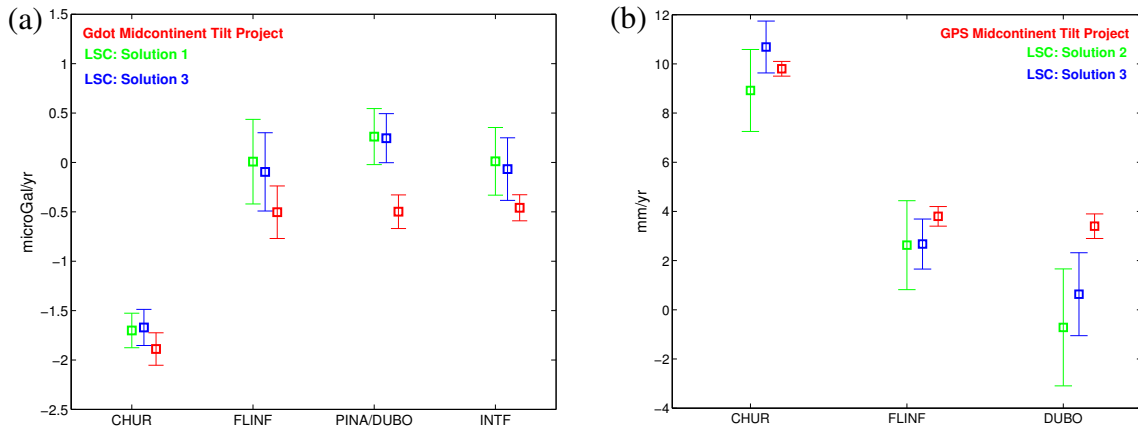 (a)
Gdot Midcontinent Tilt Project
LSC: Solution 1
LSC: Solution 3
microGal/yr
1.5
1
0.5
0
−0.5
−1
−1.5
−2
−2.5
CHUR FLINF PINA/DUBO INTF
(b)
GPS Midcontinent Tilt Project
LSC: Solution 2
LSC: Solution 3
mm/yr
12
10
8
6
4
2
0
−2
−4
CHUR FLINF DUBO